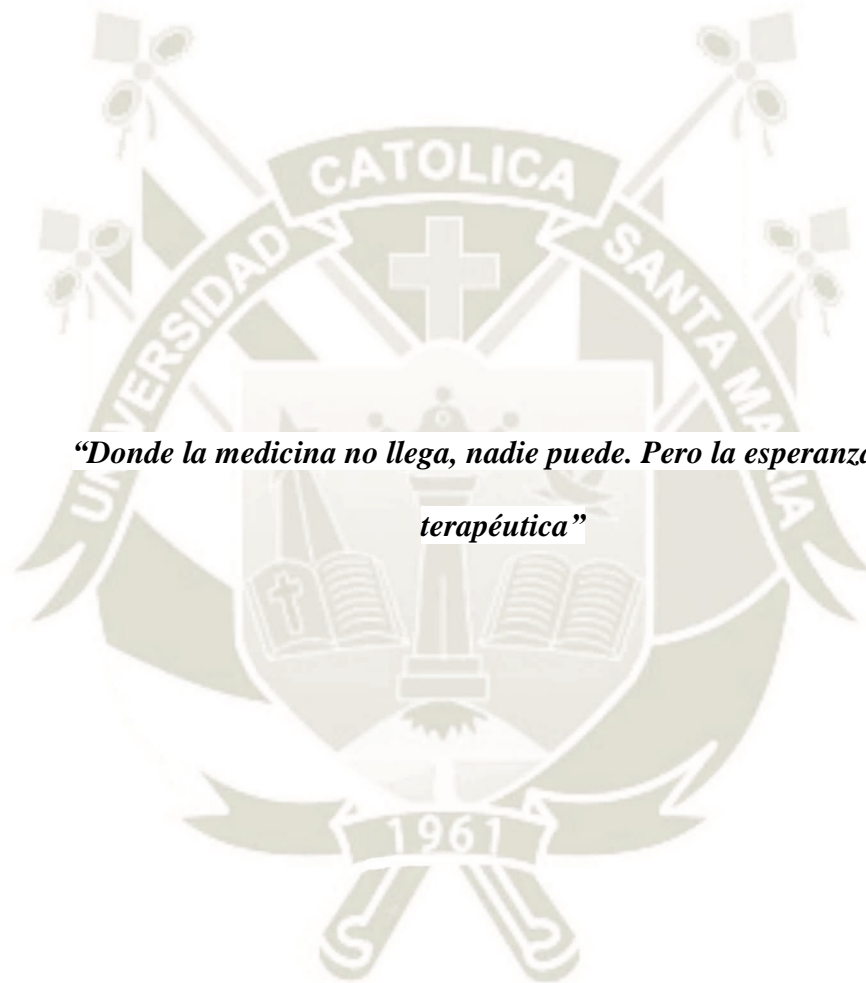 CATOLICA
UNIVERSIDAD
SANTA MARIA
“Donde la medicina no llega, nadie puede. Pero la esperanza
terapéutica”
1961